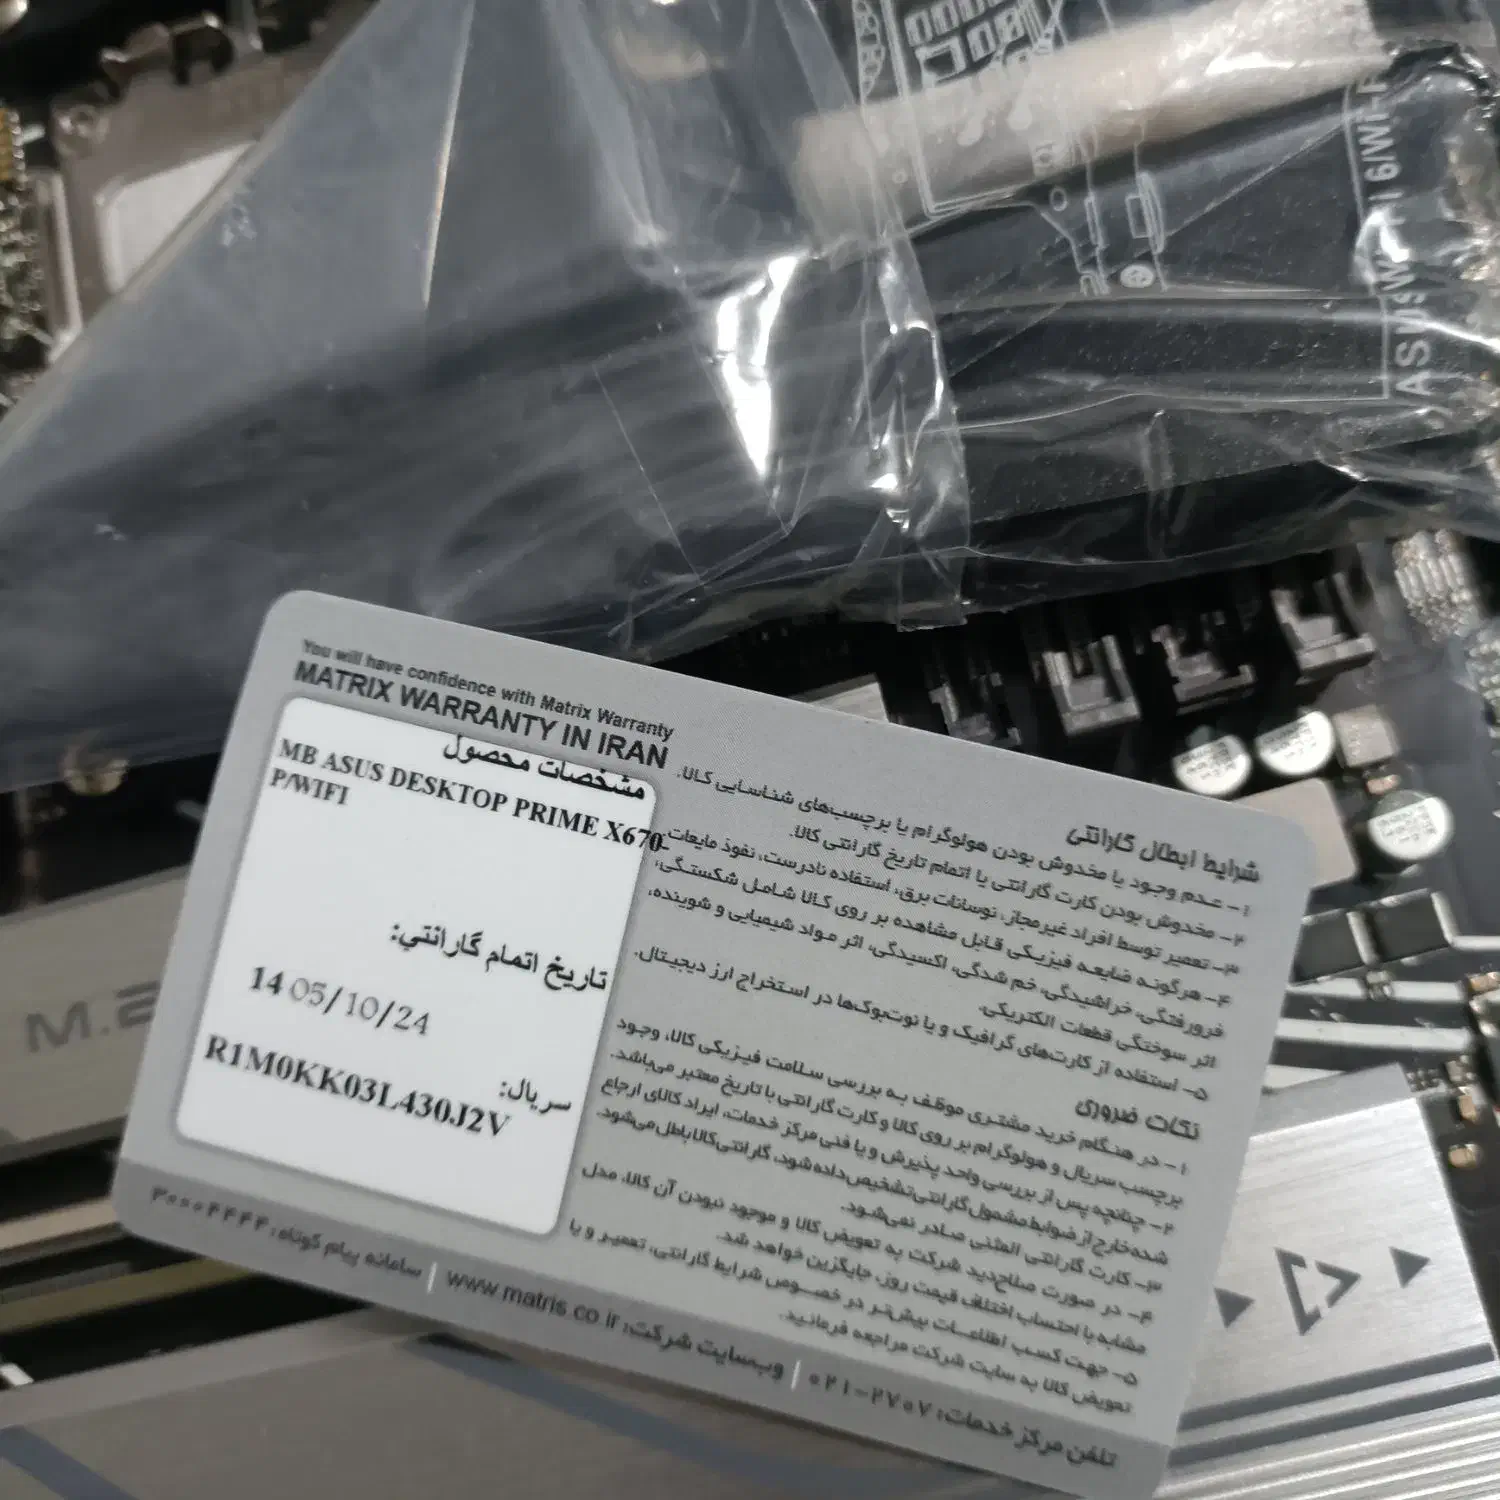 ASUS Wi-Fi 6/Wi-F
You will have confidence with Matrix Warranty
MATRIX WARRANTY IN IRAN
مشخصات محصول
MB ASUS DESKTOP PRIME X670-
P/WIFI
تاریخ اتمام گارانتي:
1405/10/24
سریال:
R1M0KK03L430J2V
شرایط ابطال گارانتی
۱- عدم وجود یا مخدوش بودن هولوگرام یا برچسب‌های شناسایی کالا.
۲- مخدوش بودن کارت گارانتی یا اتمام تاریخ گارانتی کالا.
۳- تعمیر توسط افراد غیرمجاز، نوسانات برق، استفاده نادرست، نفوذ مایعات.
۴- هرگونه ضایعه فیزیکی قابل مشاهده بر روی کالا شامل شکستگی،
فرورفتگی، خراشیدگی، خم شدگی، اکسیدگی، اثر مواد شیمیایی و شوینده،
اثر سوختگی قطعات الکتریکی.
۵- استفاده از کارت‌های گرافیک و یا نوت‌بوک‌ها در استخراج ارز دیجیتال.
نکات ضروری
۱- در هنگام خرید مشتری موظف به بررسی سلامت فیزیکی کالا، وجود
برچسب سریال و هولوگرام بر روی کالا و کارت گارانتی با تاریخ معتبر می‌باشد.
۲- چنانچه پس از بررسی واحد پذیرش و یا فنی مرکز خدمات، ایراد کالای ارجاع
شده خارج از ضوابط مشمول گارانتی تشخیص داده شود، گارانتی کالا باطل می‌شود.
۳- کارت گارانتی المثنی صادر نمی‌شود.
۴- در صورت صلاحدید شرکت به تعویض کالا و موجود نبودن آن کالا، مدل
مشابه با احتساب اختلاف قیمت روز، جایگزین خواهد شد.
۵- جهت کسب اطلاعات بیشتر در خصوص شرایط گارانتی، تعمیر و یا
تعویض کالا به سایت شرکت مراجعه فرمائید.
تلفن مرکز خدمات: ۰۲۱-۲۷۰۷ | وب‌سایت شرکت: www.matris.co.ir | سامانه پیام کوتاه: ۳۰۰۰۴۴۴۴
M.2